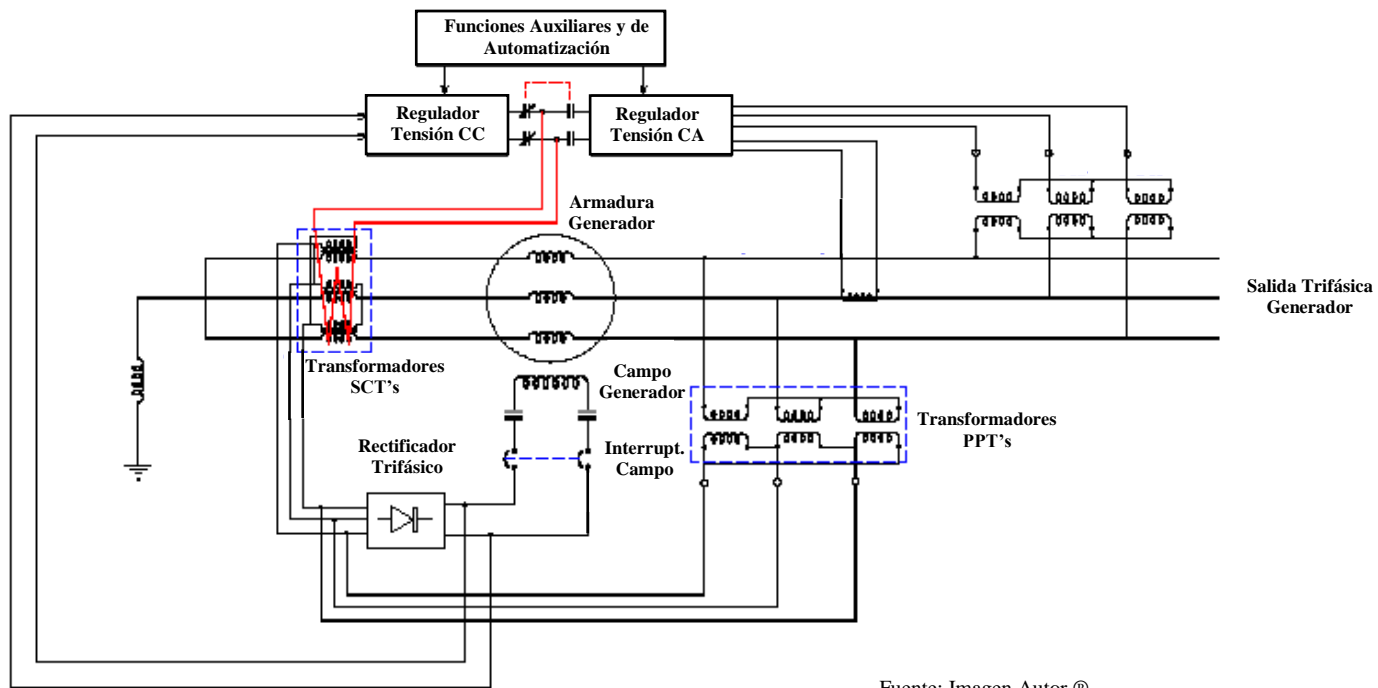 Funciones Auxiliares y de
Automatización
Regulador
Tensión CC
Regulador
Tensión CA
Armadura
Generador
Salida Trifásica
Generador
Transformadores
SCT's
Campo
Generador
Transformadores
PPT's
Rectificador
Trifásico
Interrupt.
Campo
Fuente: Imagen Autor ®